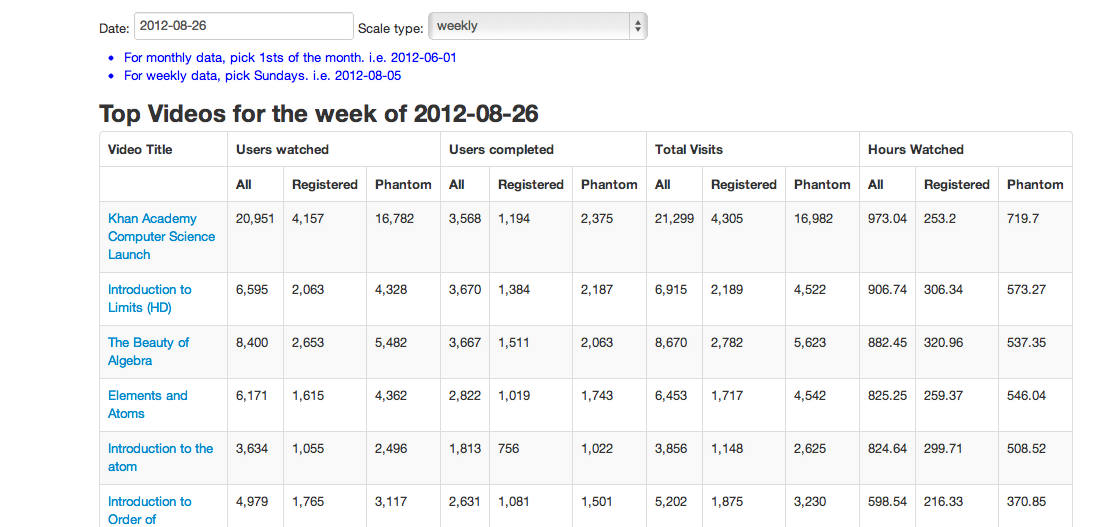 Date: 2012-08-26 Scale type: weekly
• For monthly data, pick 1sts of the month. i.e. 2012-06-01
• For weekly data, pick Sundays. i.e. 2012-08-05
Top Videos for the week of 2012-08-26
Video Title Users watched Users completed Total Visits Hours Watched
All Registered Phantom All Registered Phantom All Registered Phantom All Registered Phantom
Khan Academy 20,951 4,157 16,782 3,568 1,194 2,375 21,299 4,305 16,982 973.04 253.2 719.7
Computer Science
Launch
Introduction to 6,595 2,063 4,328 3,670 1,384 2,187 6,915 2,189 4,522 906.74 306.34 573.27
Limits (HD)
The Beauty of 8,400 2,653 5,482 3,667 1,511 2,063 8,670 2,782 5,623 882.45 320.96 537.35
Algebra
Elements and 6,171 1,615 4,362 2,822 1,019 1,743 6,453 1,717 4,542 825.25 259.37 546.04
Atoms
Introduction to the 3,634 1,055 2,496 1,813 756 1,022 3,856 1,148 2,625 824.64 299.71 508.52
atom
Introduction to 4,979 1,765 3,117 2,631 1,081 1,501 5,202 1,875 3,230 598.54 216.33 370.85
Order of